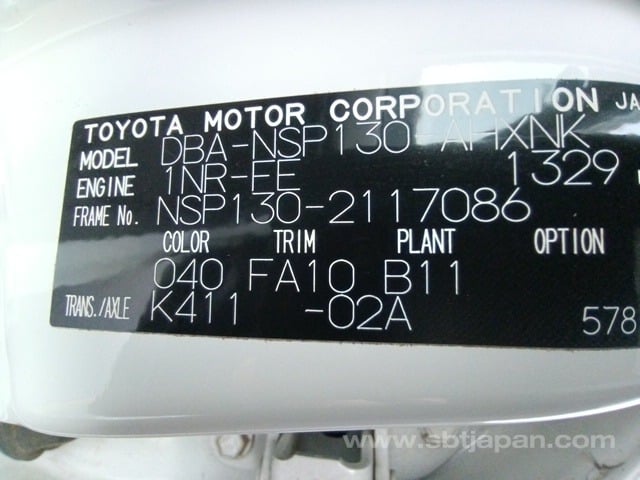 TOYOTA MOTOR CORPORATION JA
MODEL DBA-NSP130-AHXNK
ENGINE 1NR-FE 1329
FRAME No. NSP130-2117086
COLOR TRIM PLANT OPTION
040 FA10 B11
TRANS./AXLE K411 -02A
578
www.sbtjapan.com